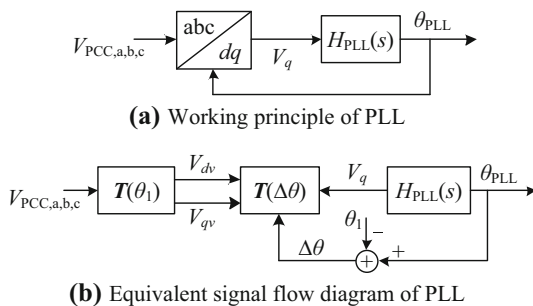 abc
dq
V_PCC,a,b,c
V_q
H_PLL(s)
θ_PLL
(a) Working principle of PLL
V_PCC,a,b,c
T(θ_1)
V_dv
V_qv
T(Δθ)
V_q
H_PLL(s)
θ_PLL
θ_1
−
Δθ
+
+
(b) Equivalent signal flow diagram of PLL